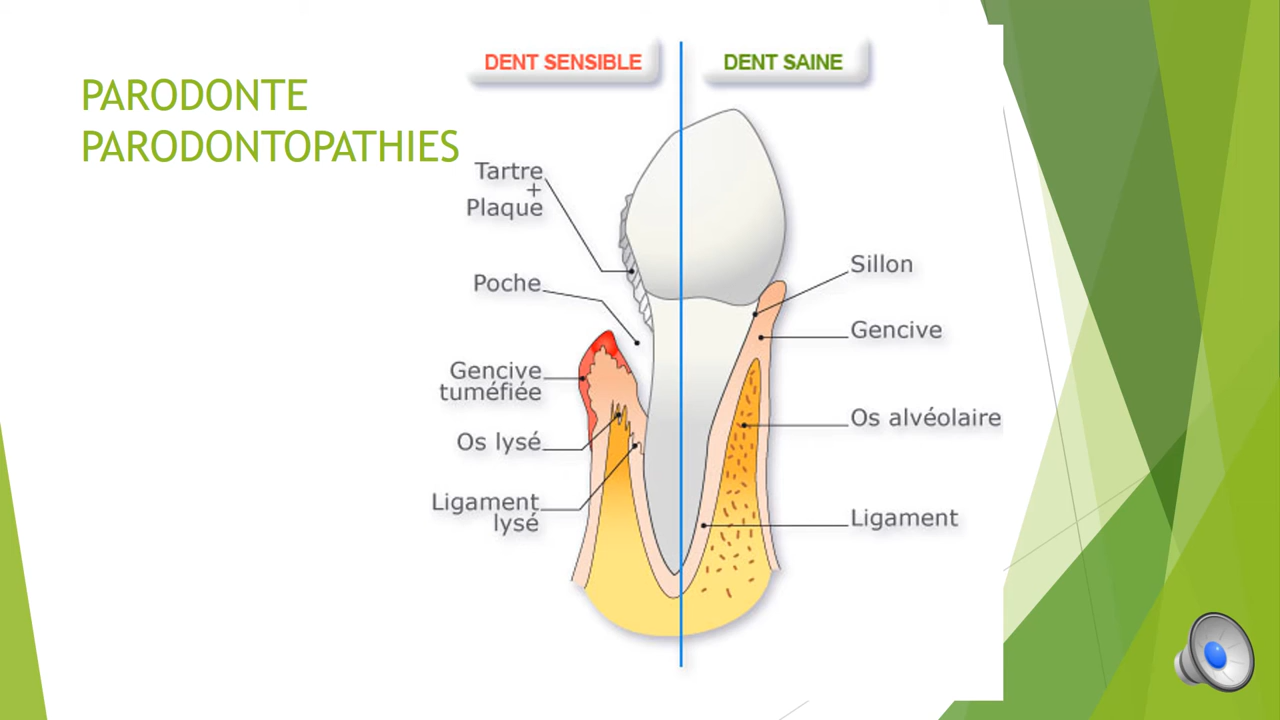 PARODONTE
PARODONTOPATHIES
DENT SENSIBLE
DENT SAINE
Tartre
+
Plaque
Poche
Gencive
tuméfiée
Os lysé
Ligament
lysé
Sillon
Gencive
Os alvéolaire
Ligament